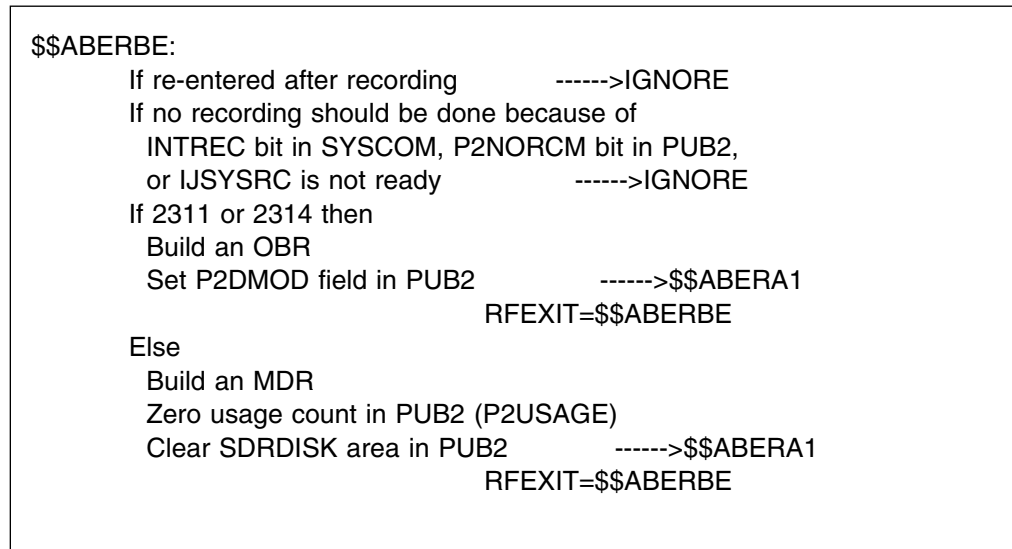 $$ABERBE:
If re-entered after recording ------>IGNORE
If no recording should be done because of
INTREC bit in SYSCOM, P2NORCM bit in PUB2,
or IJSYSRC is not ready ------>IGNORE
If 2311 or 2314 then
Build an OBR
Set P2DMOD field in PUB2 ------>$$ABERA1
RFEXIT=$$ABERBE
Else
Build an MDR
Zero usage count in PUB2 (P2USAGE)
Clear SDRDISK area in PUB2 ------>$$ABERA1
RFEXIT=$$ABERBE